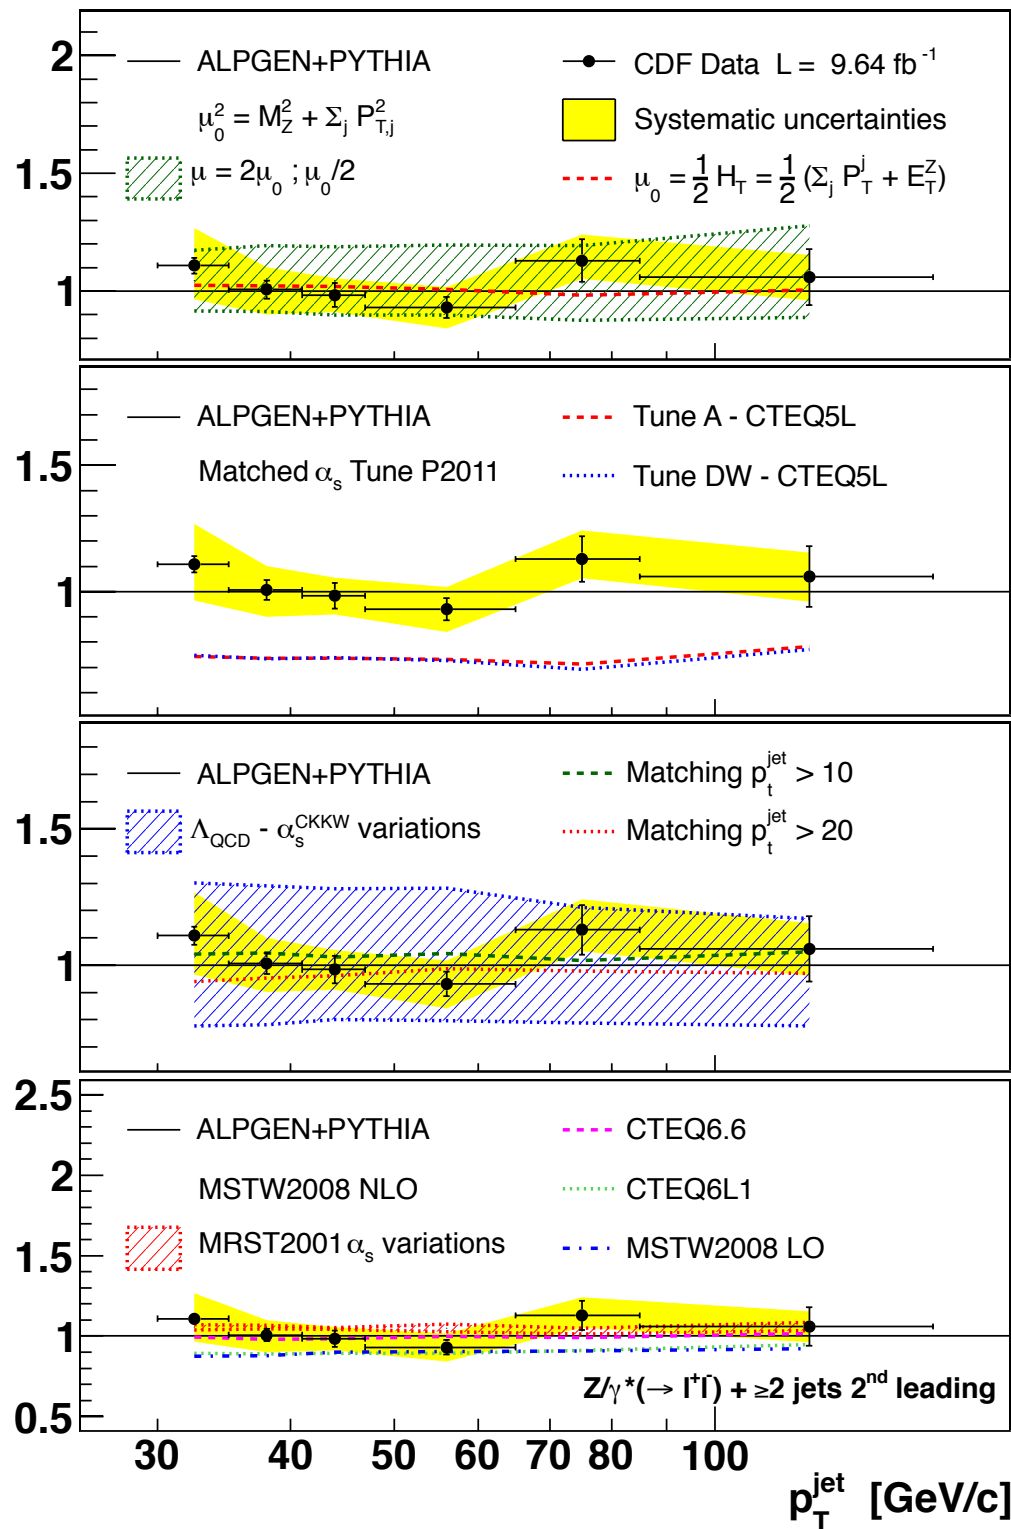 2
ALPGEN+PYTHIA
CDF Data L = 9.64 fb⁻¹
μ₀² = M_Z² + Σ_j P²_T,j
Systematic uncertainties
1.5
μ = 2μ₀ ; μ₀/2
μ₀ = 1/2 H_T = 1/2 (Σ_j P_T^j + E_T^Z)
1
ALPGEN+PYTHIA
Tune A - CTEQ5L
1.5
Matched α_s Tune P2011
Tune DW - CTEQ5L
1
ALPGEN+PYTHIA
Matching p_t^jet > 10
1.5
Λ_QCD - α_s^CKKW variations
Matching p_t^jet > 20
1
2.5
ALPGEN+PYTHIA
CTEQ6.6
2
MSTW2008 NLO
CTEQ6L1
1.5
MRST2001 α_s variations
MSTW2008 LO
1
Z/γ*(→ l⁺l⁻) + ≥2 jets 2ⁿᵈ leading
0.5
30 40 50 60 70 80 100
p_T^jet [GeV/c]